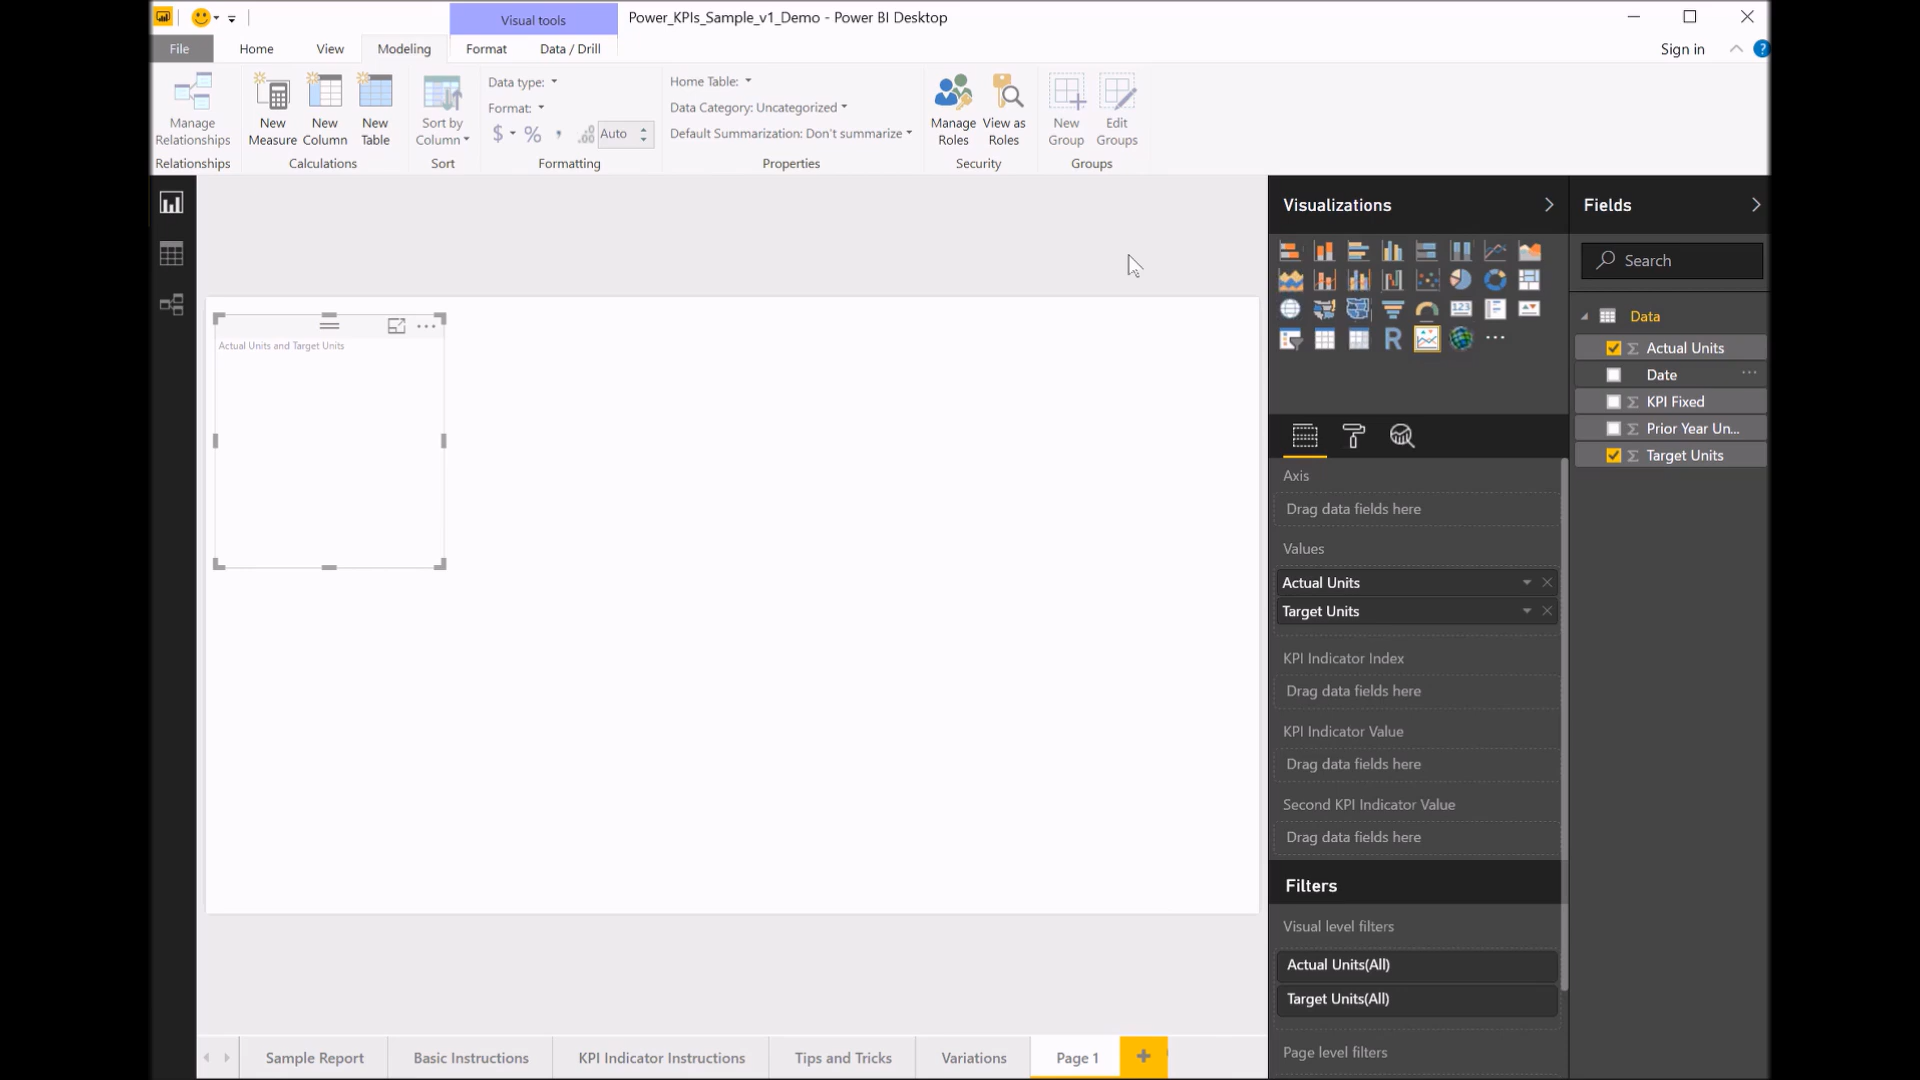 Visual tools
Power_KPIs_Sample_v1_Demo - Power BI Desktop
File
Home
View
Modeling
Format
Data / Drill
Sign in
?
Manage
Relationships
Relationships
New
Measure
New
Column
New
Table
Calculations
Sort by
Column
Sort
Data type:
Format:
$ % , Auto
Formatting
Home Table:
Data Category: Uncategorized
Default Summarization: Don't summarize
Properties
Manage
Roles
View as
Roles
Security
New
Group
Edit
Groups
Groups
Actual Units and Target Units
Visualizations
123
R
Axis
Drag data fields here
Values
Actual Units
Target Units
KPI Indicator Index
Drag data fields here
KPI Indicator Value
Drag data fields here
Second KPI Indicator Value
Drag data fields here
Filters
Visual level filters
Actual Units(All)
Target Units(All)
Page level filters
Fields
Search
Data
Σ Actual Units
Date
Σ KPI Fixed
Σ Prior Year Un...
Σ Target Units
Sample Report
Basic Instructions
KPI Indicator Instructions
Tips and Tricks
Variations
Page 1
+